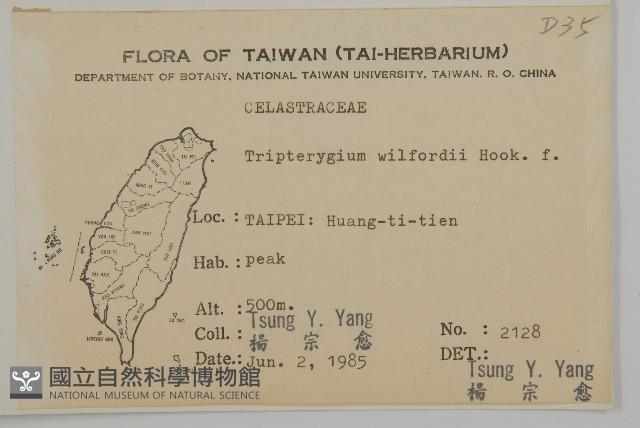 D35
FLORA OF TAIWAN (TAI-HERBARIUM)
DEPARTMENT OF BOTANY, NATIONAL TAIWAN UNIVERSITY, TAIWAN. R. O. CHINA
CELASTRACEAE
Tripterygium wilfordii Hook. f.
Loc. : TAIPEI: Huang-ti-tien
Hab. : peak
Alt. : 500m.
Coll. : Tsung Y. Yang
楊宗愈
No. : 2128
Date.: Jun. 2, 1985
DET.: Tsung Y. Yang
楊宗愈
國立自然科學博物館
NATIONAL MUSEUM OF NATURAL SCIENCE